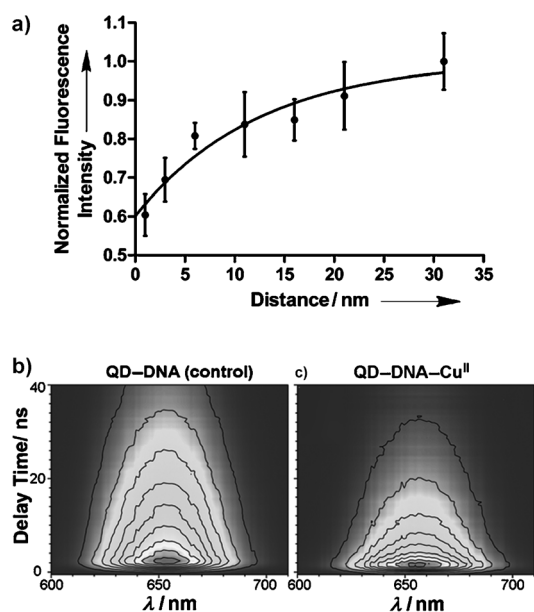 a)
Normalized Fluorescence
Intensity
1.1
1.0
0.9
0.8
0.7
0.6
0.5
0 5 10 15 20 25 30 35
Distance / nm
b) QD–DNA (control)
c) QD–DNA–CuII
Delay Time/ ns
40
20
0
600 650 700
λ / nm
600 650 700
λ / nm